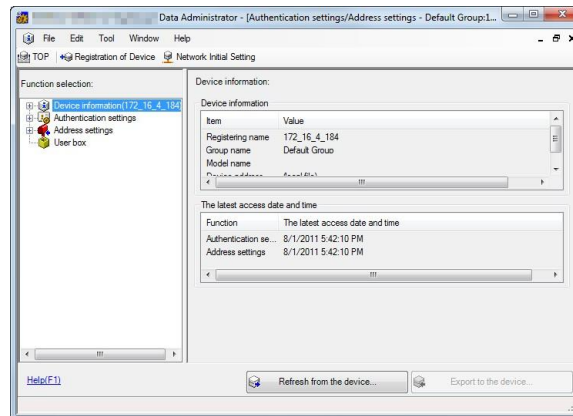 Data Administrator - [Authentication settings/Address settings - Default Group:1...
File Edit Tool Window Help
TOP Registration of Device Network Initial Setting
Function selection:
Device information(172_16_4_184)
Authentication settings
Address settings
User box
Device information:
Device information
Item Value
Registering name 172_16_4_184
Group name Default Group
Model name
The latest access date and time
Function The latest access date and time
Authentication se... 8/1/2011 5:42:10 PM
Address settings 8/1/2011 5:42:10 PM
Help(F1)
Refresh from the device...
Export to the device...